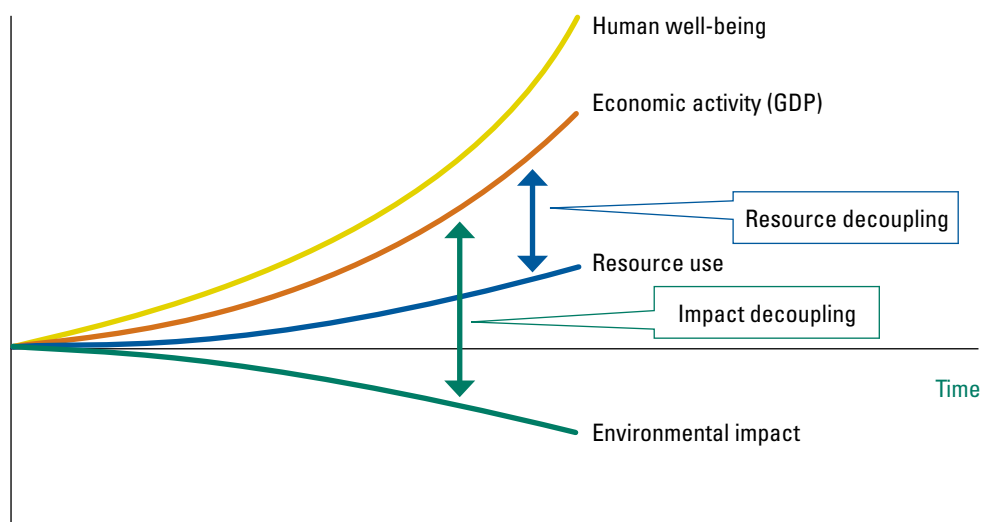 Human well-being
Economic activity (GDP)
Resource decoupling
Resource use
Impact decoupling
Time
Environmental impact